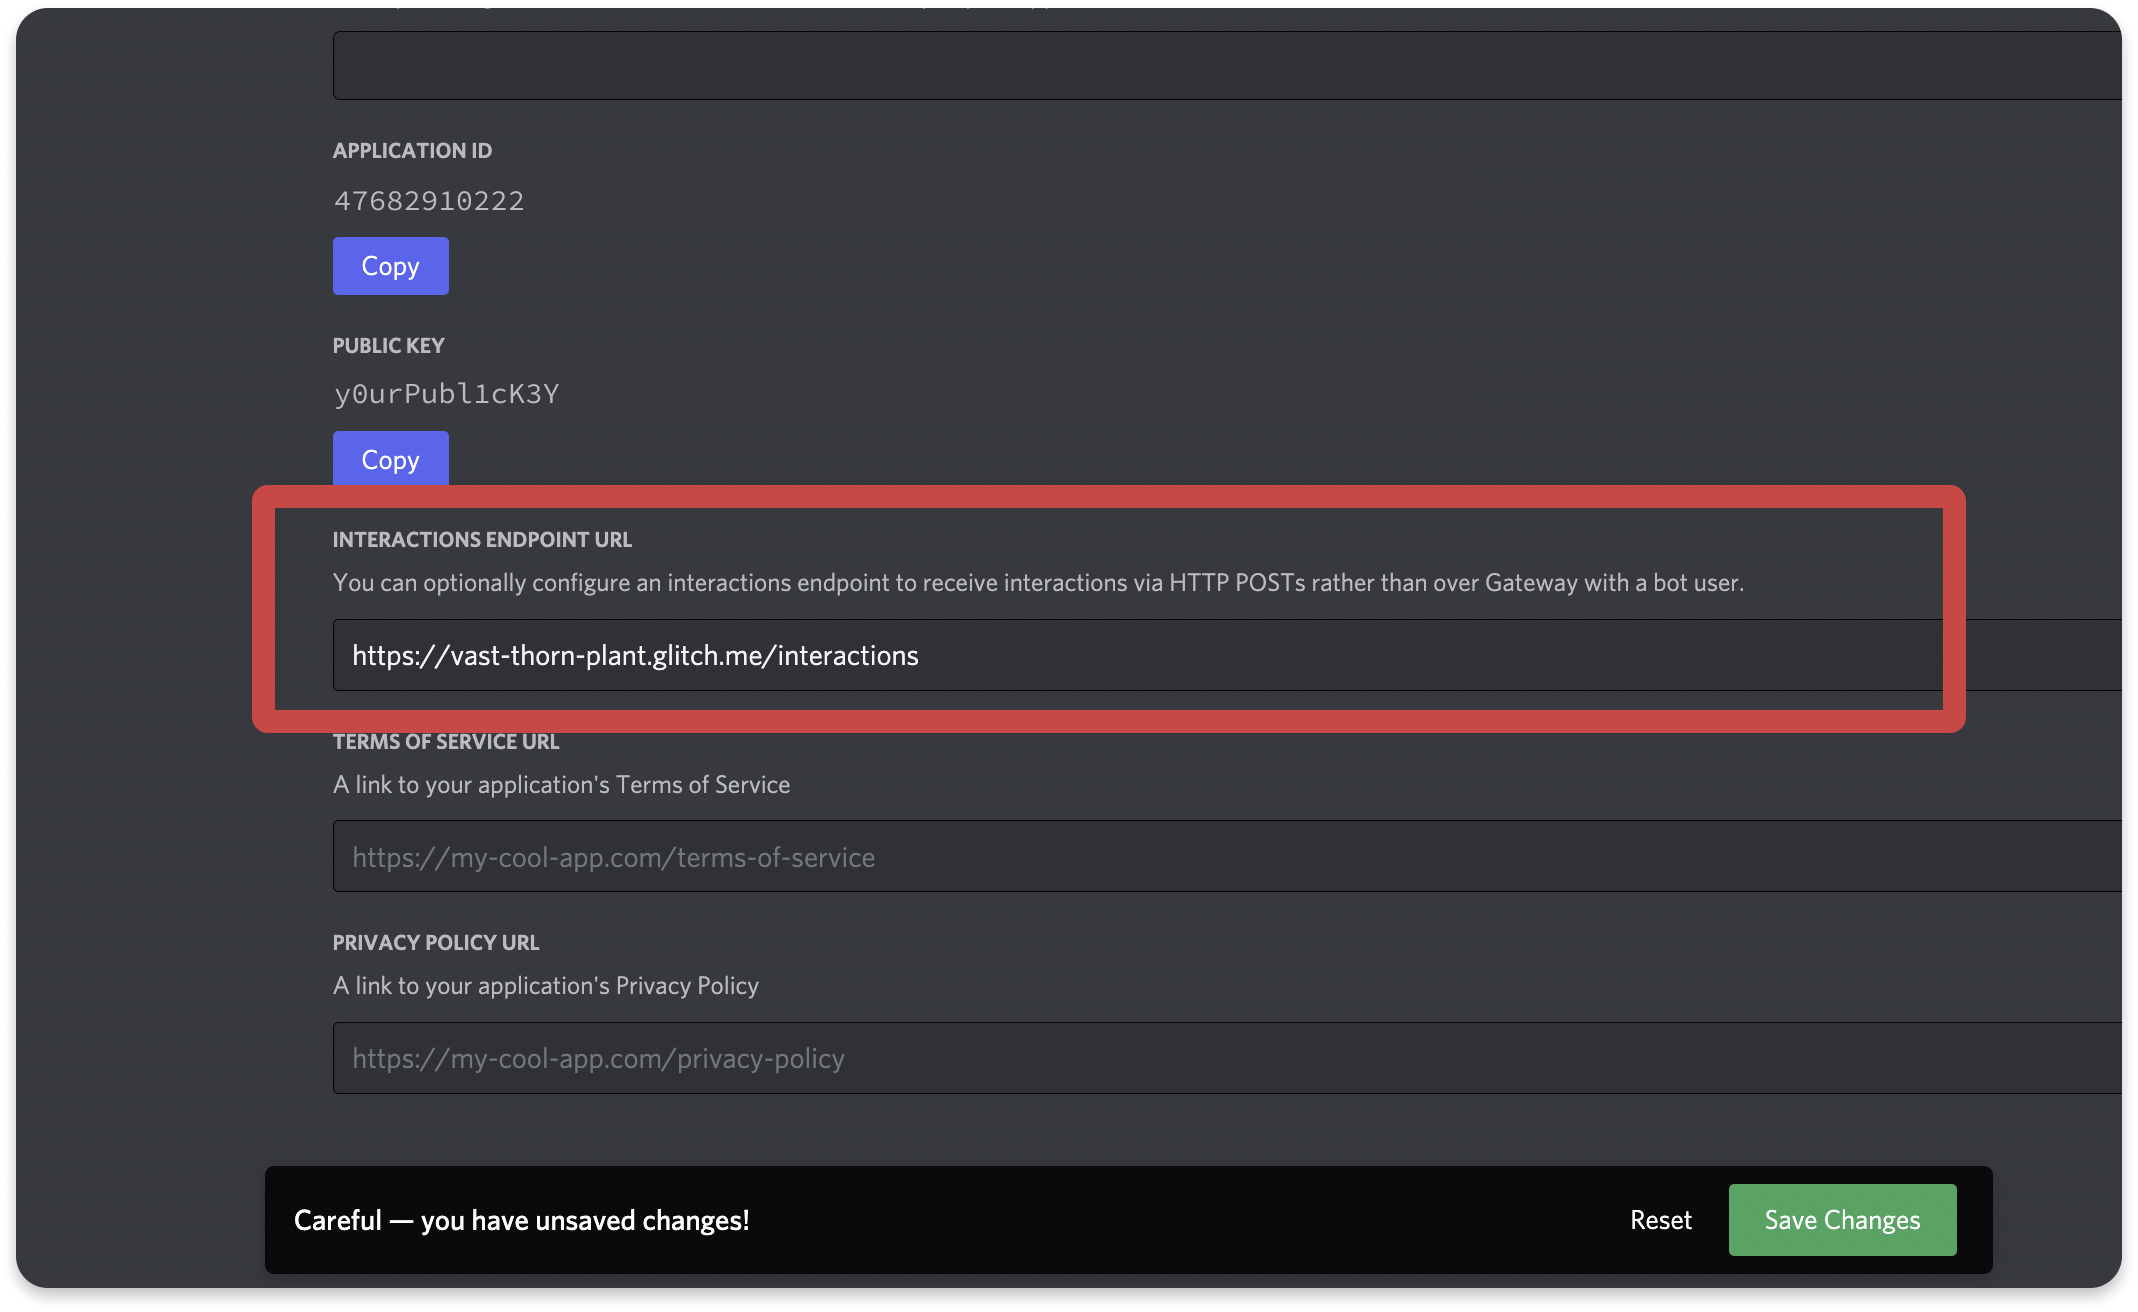 APPLICATION ID
47682910222
Copy
PUBLIC KEY
y0urPubl1cK3Y
Copy
INTERACTIONS ENDPOINT URL
You can optionally configure an interactions endpoint to receive interactions via HTTP POSTs rather than over Gateway with a bot user.
https://vast-thorn-plant.glitch.me/interactions
TERMS OF SERVICE URL
A link to your application's Terms of Service
https://my-cool-app.com/terms-of-service
PRIVACY POLICY URL
A link to your application's Privacy Policy
https://my-cool-app.com/privacy-policy
Careful — you have unsaved changes!
Reset
Save Changes